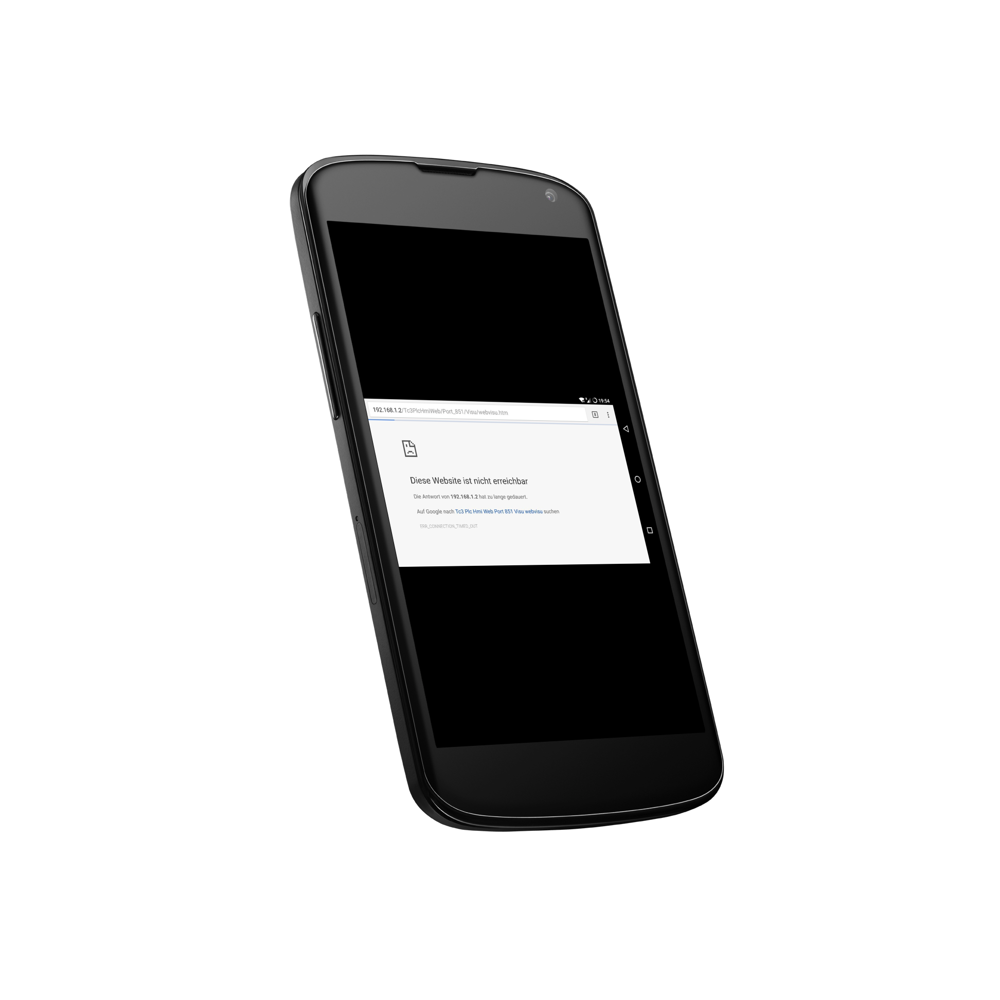 19:54
192.168.1.2/Tc3PlcHmiWeb/Port_851/Visu/webvisu.htm
8
Diese Website ist nicht erreichbar
Die Antwort von 192.168.1.2 hat zu lange gedauert.
Auf Google nach Tc3 Plc Hmi Web Port 851 Visu webvisu suchen
ERR_CONNECTION_TIMED_OUT